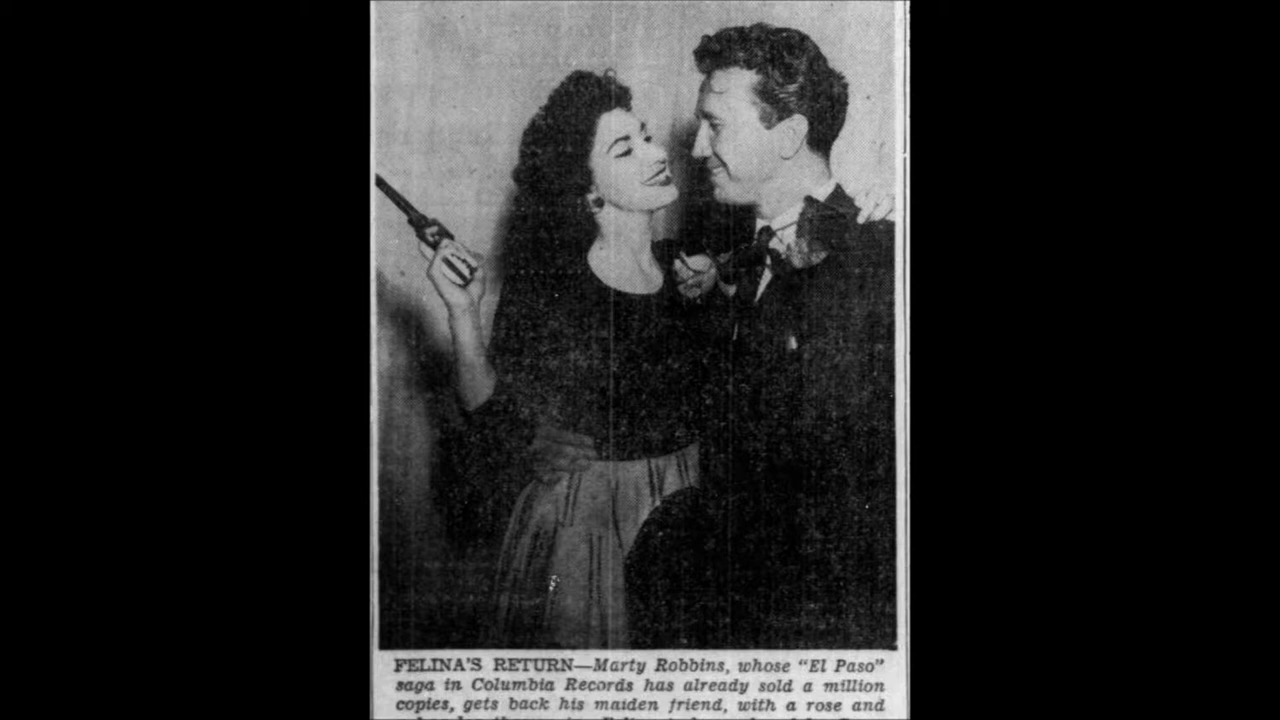 FELINA'S RETURN—Marty Robbins, whose "El Paso"
saga in Columbia Records has already sold a million
copies, gets back his maiden friend, with a rose and